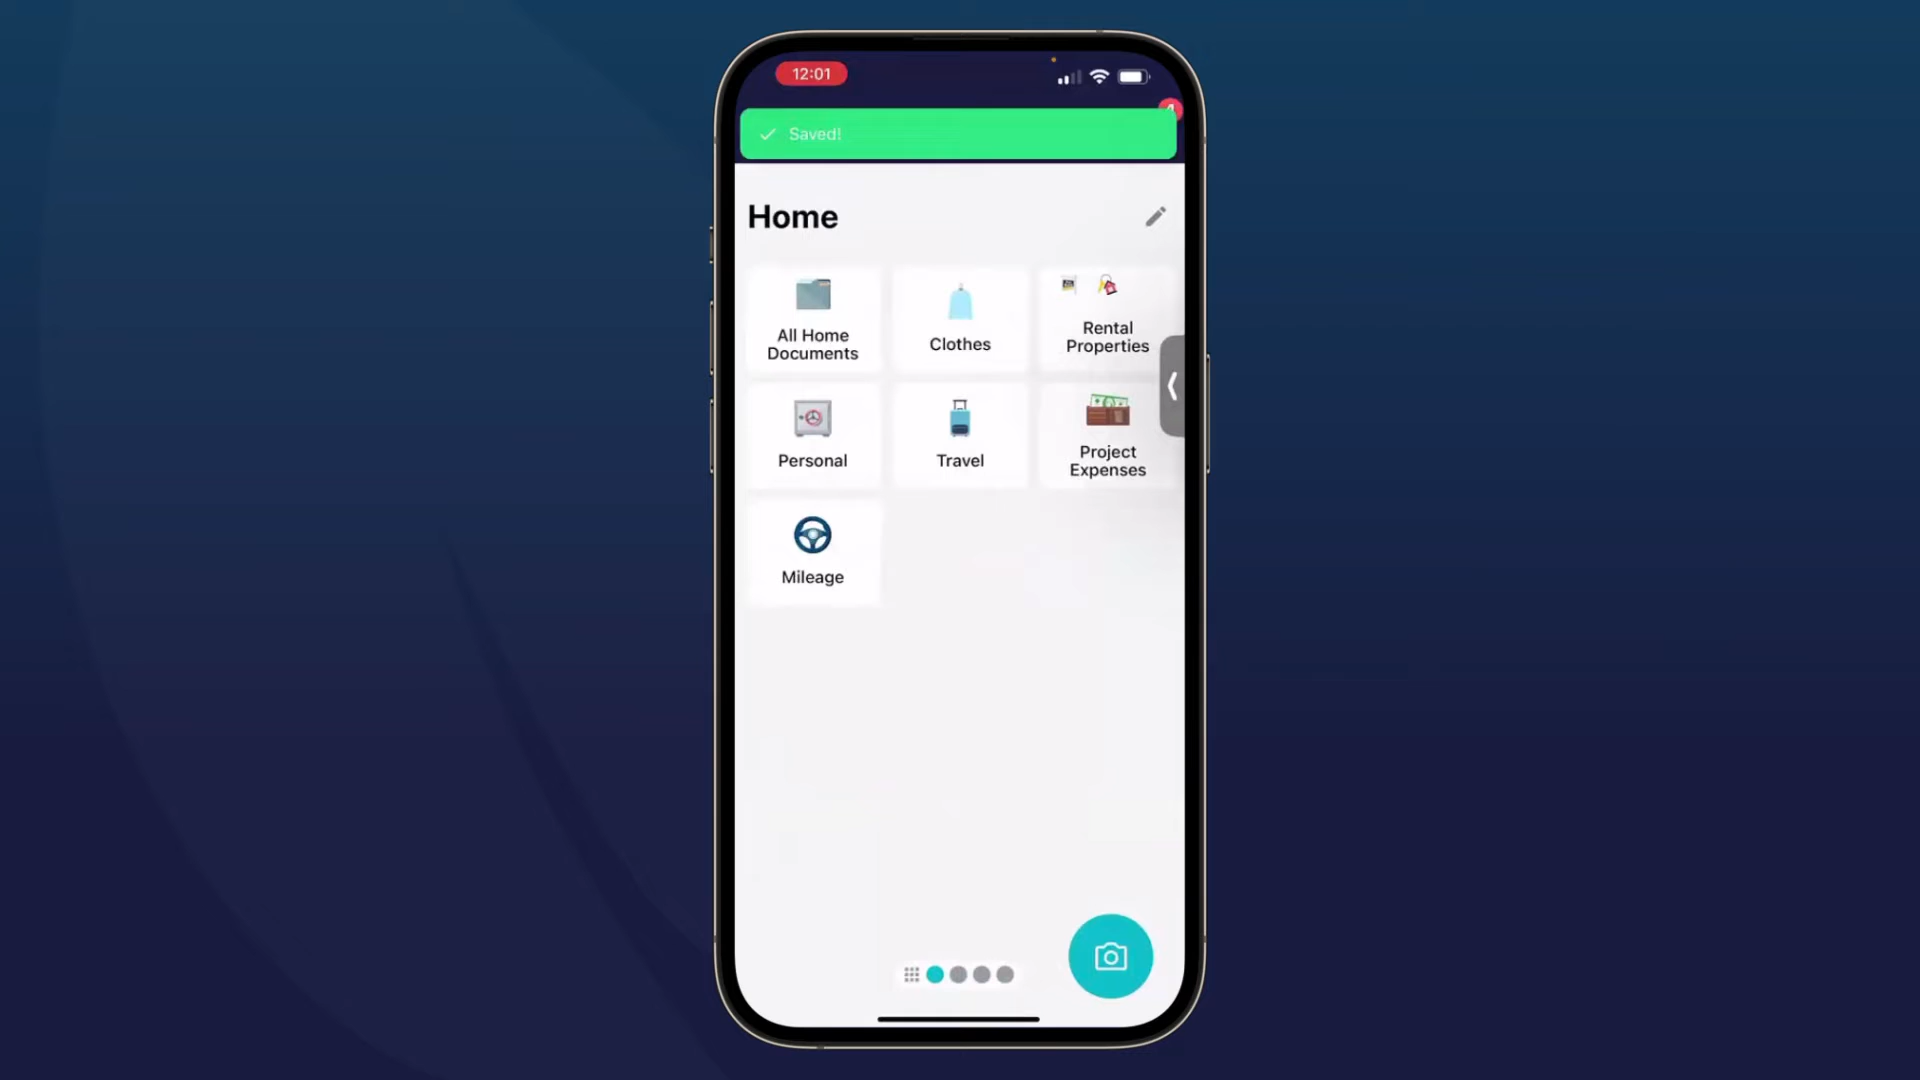 12:01
Saved!
Home
All Home
Documents
Clothes
Rental
Properties
Personal
Travel
Project
Expenses
Mileage